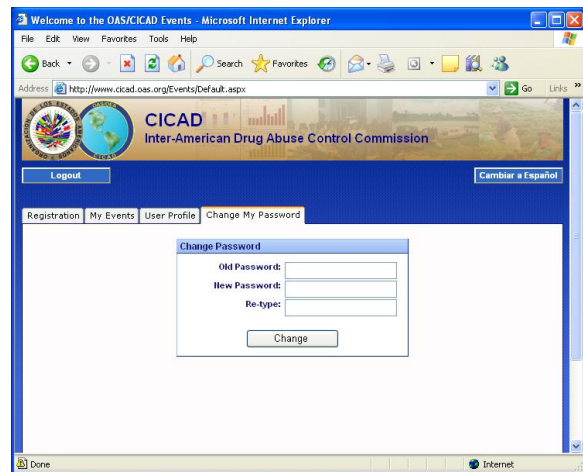 Welcome to the OAS/CICAD Events - Microsoft Internet Explorer
File Edit View Favorites Tools Help
Back Search Favorites
Address http://www.cicad.oas.org/Events/Default.aspx Go Links »
CICAD
Inter-American Drug Abuse Control Commission
Logout Cambiar a Español
Registration My Events User Profile Change My Password
Change Password
Old Password:
New Password:
Re-type:
Change
Done Internet